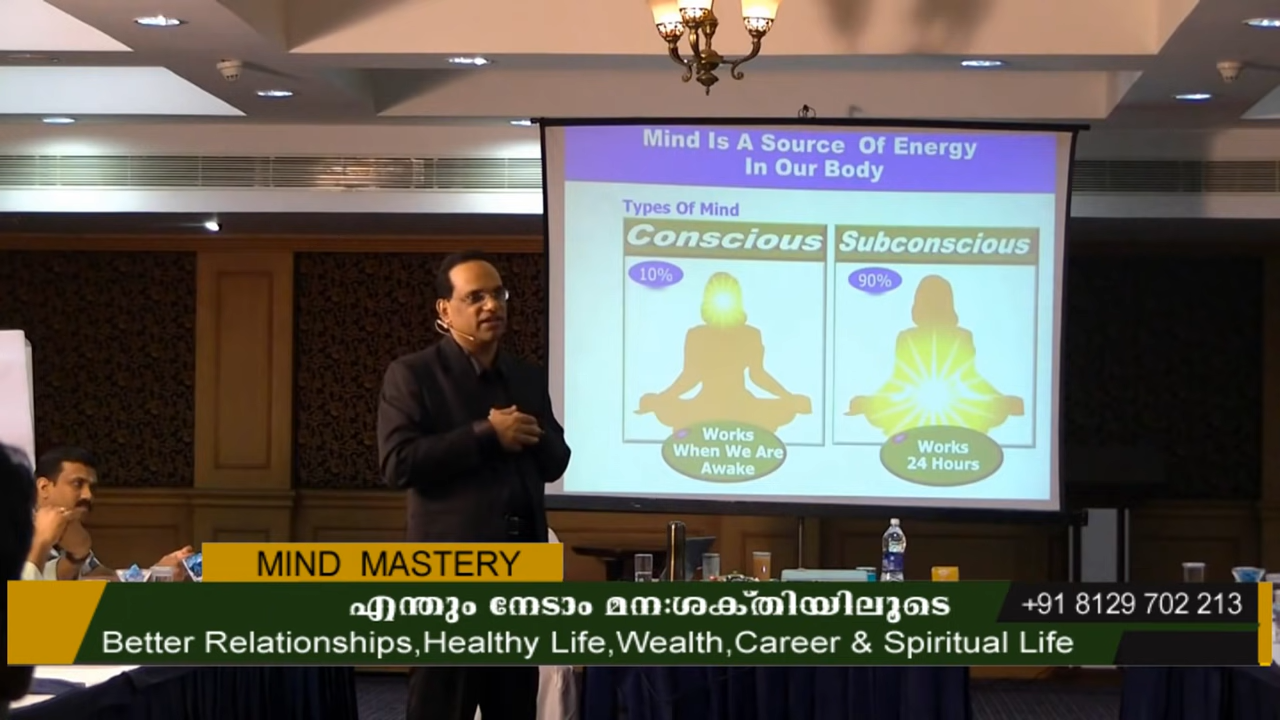 Mind Is A Source Of Energy
In Our Body
Types Of Mind
Conscious
10%
Works
When We Are
Awake
Subconscious
90%
Works
24 Hours
MIND MASTERY
എന്തും നേടാം മനഃശക്തിയിലൂടെ
+91 8129 702 213
Better Relationships,Healthy Life,Wealth,Career & Spiritual Life